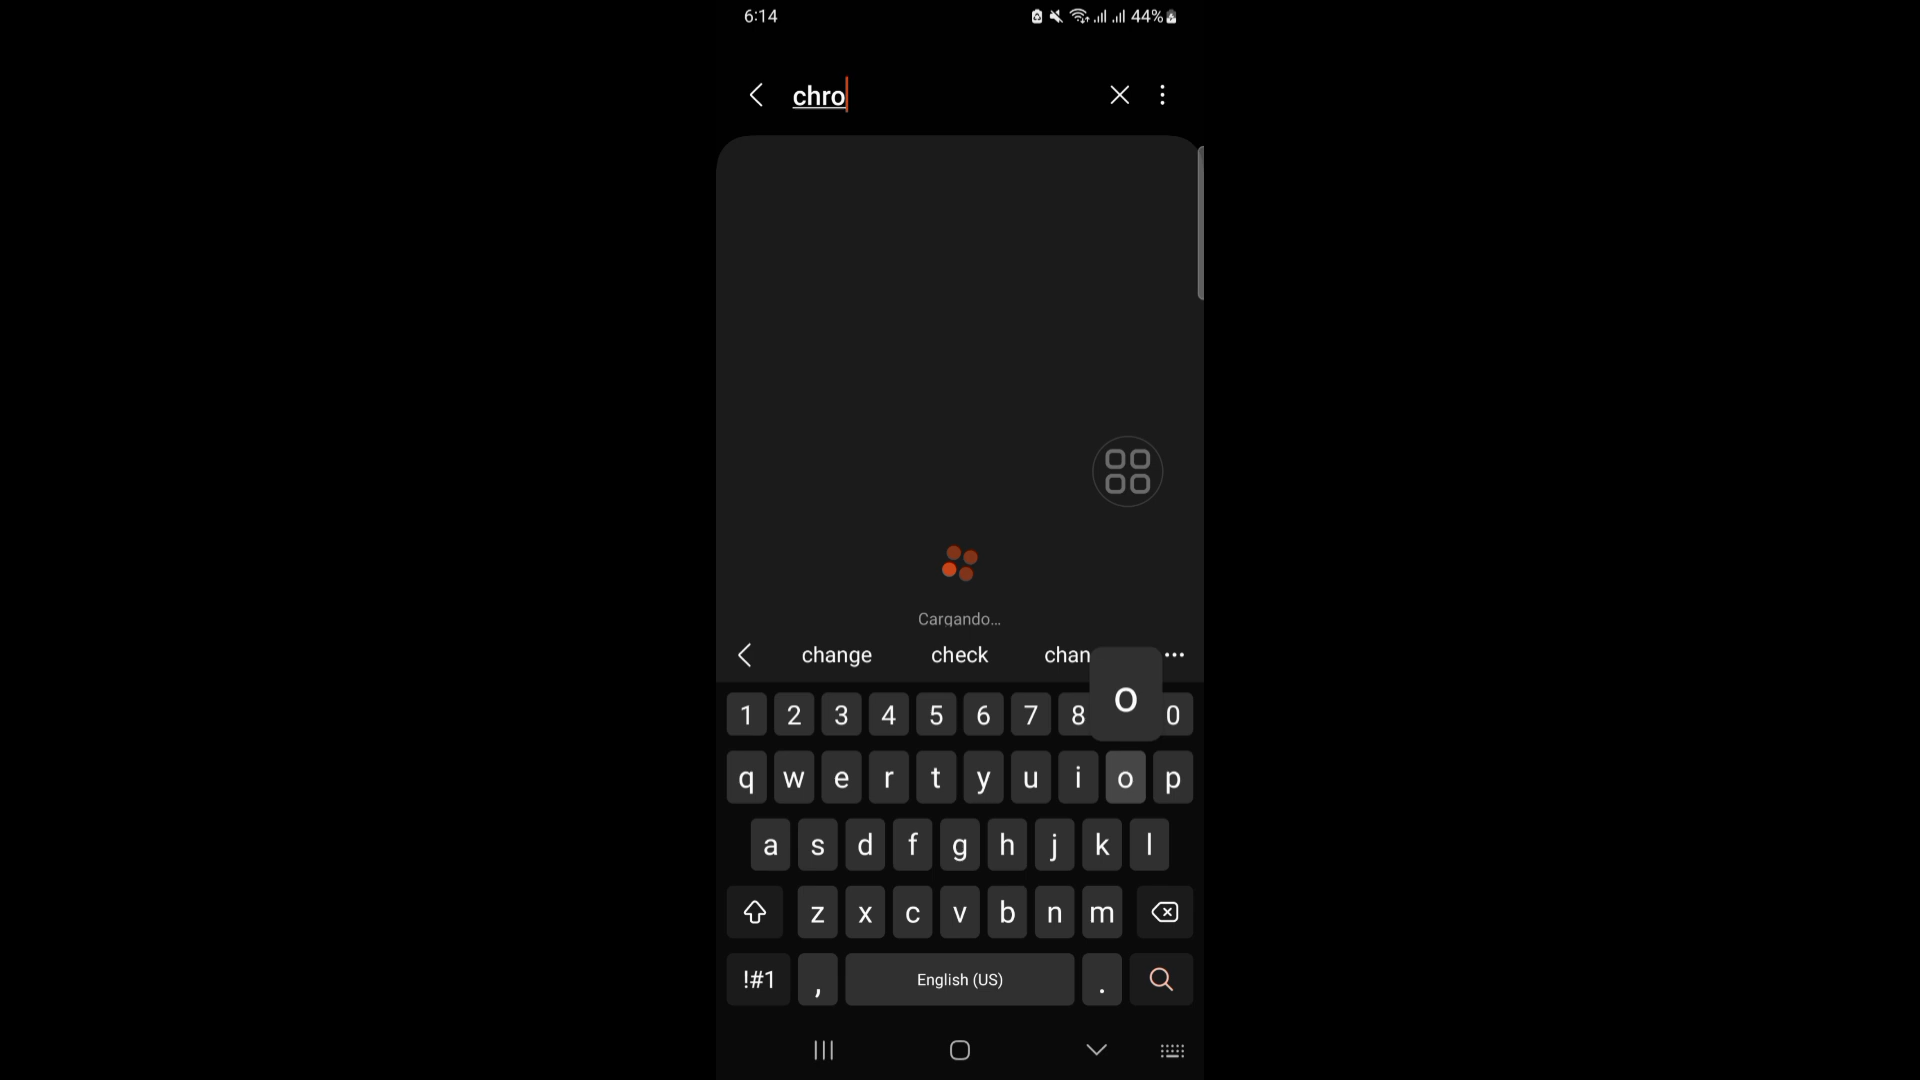 6:14 44%
chro
Cargando...
change check chan
o
1 2 3 4 5 6 7 8 0
q w e r t y u i o p
a s d f g h j k l
z x c v b n m
!#1 , English (US) .